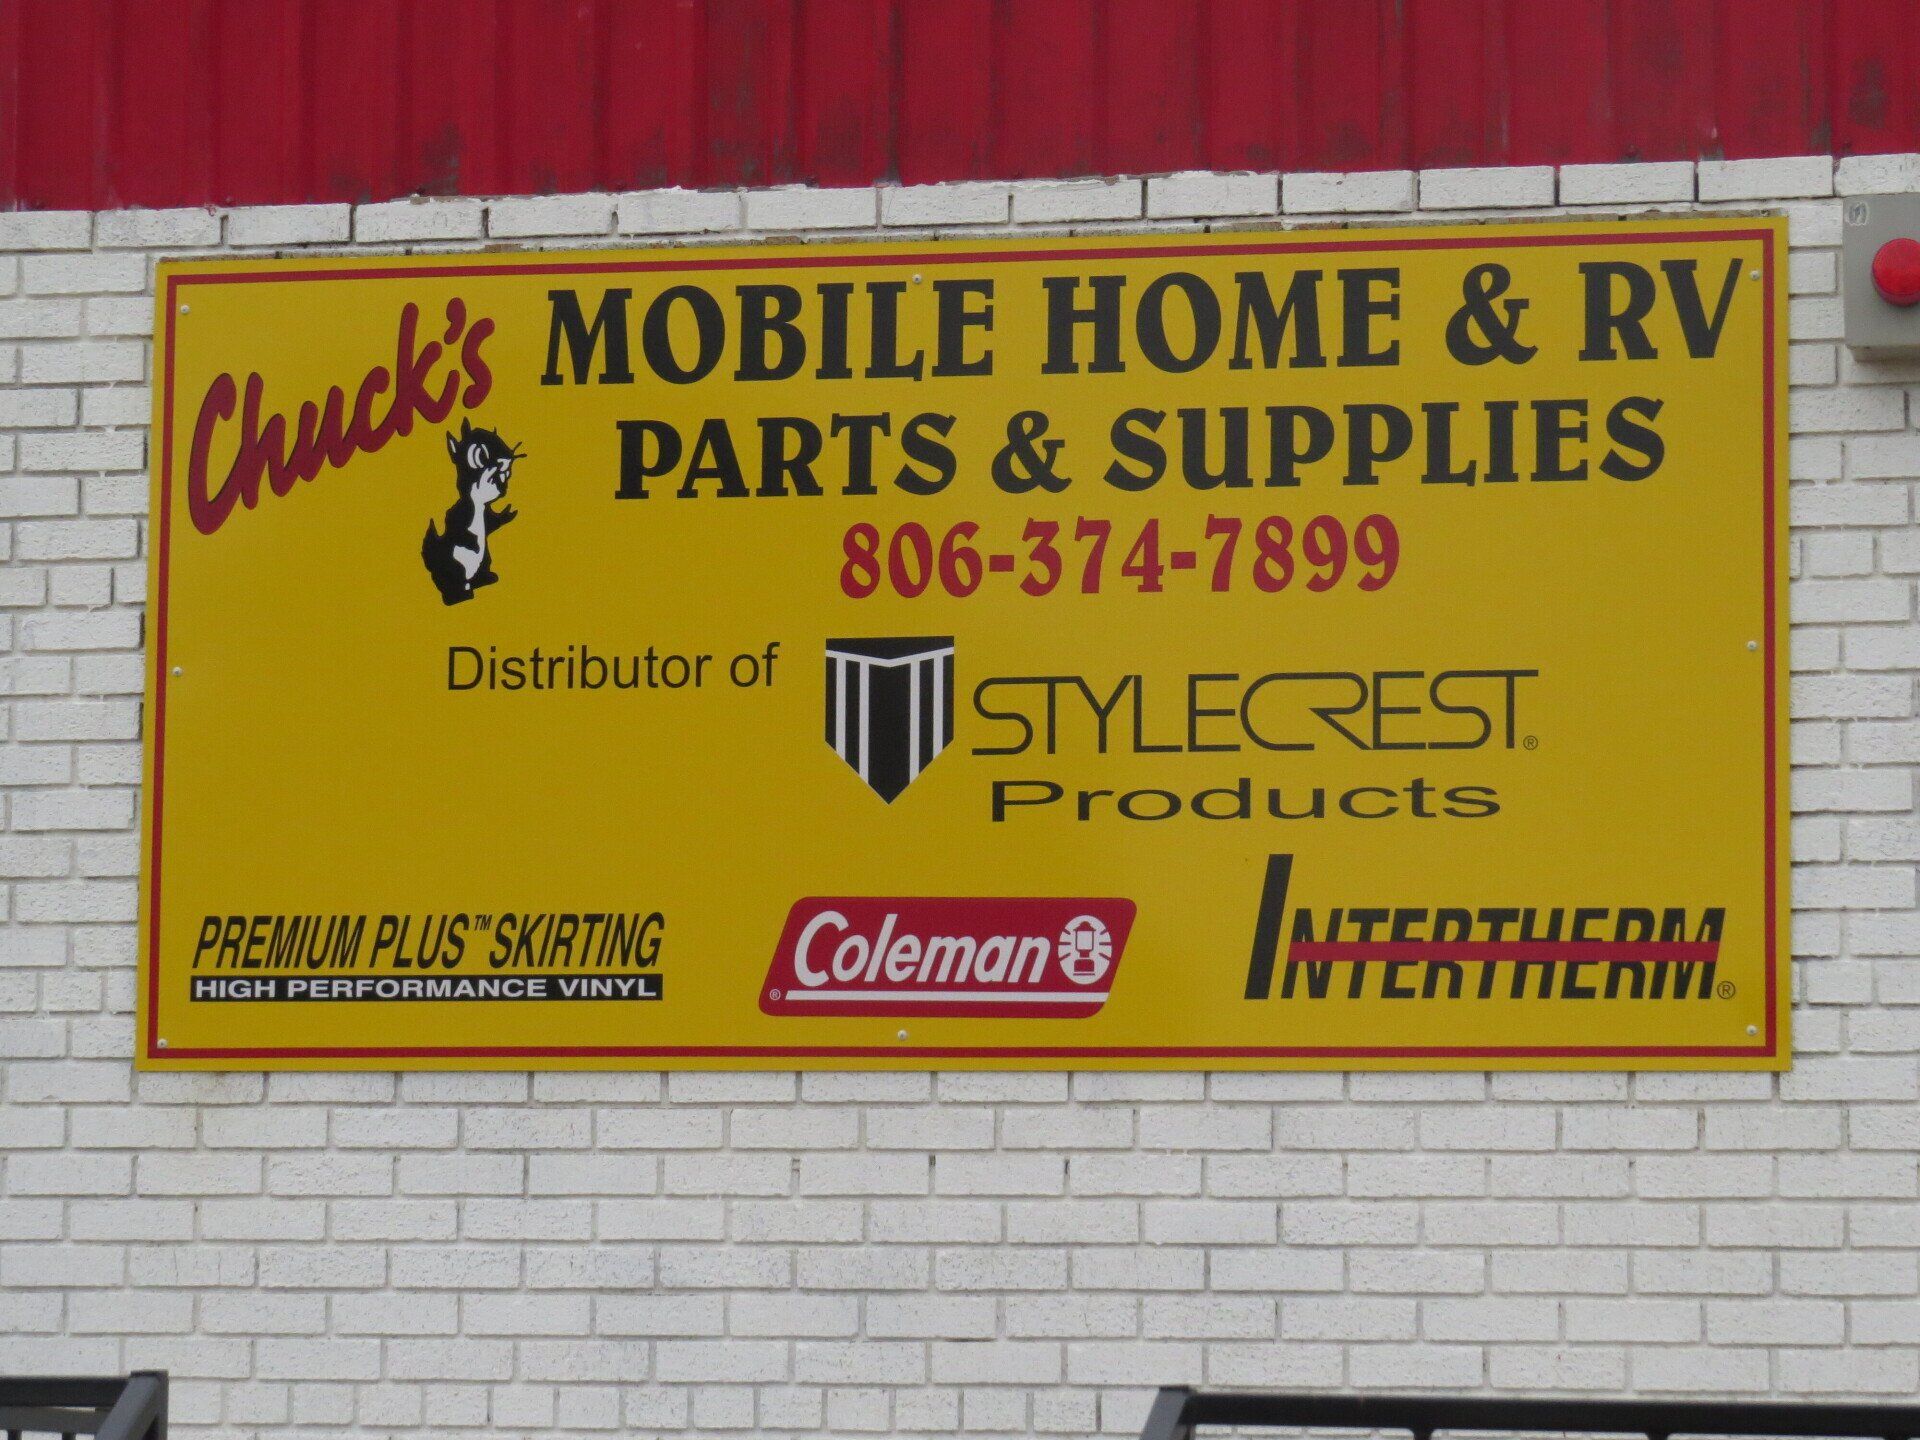 Chuck's
MOBILE HOME & RV
PARTS & SUPPLIES
806-374-7899
Distributor of
STYLECREST®
Products
PREMIUM PLUS™ SKIRTING
HIGH PERFORMANCE VINYL
Coleman
®
INTERTHERM®